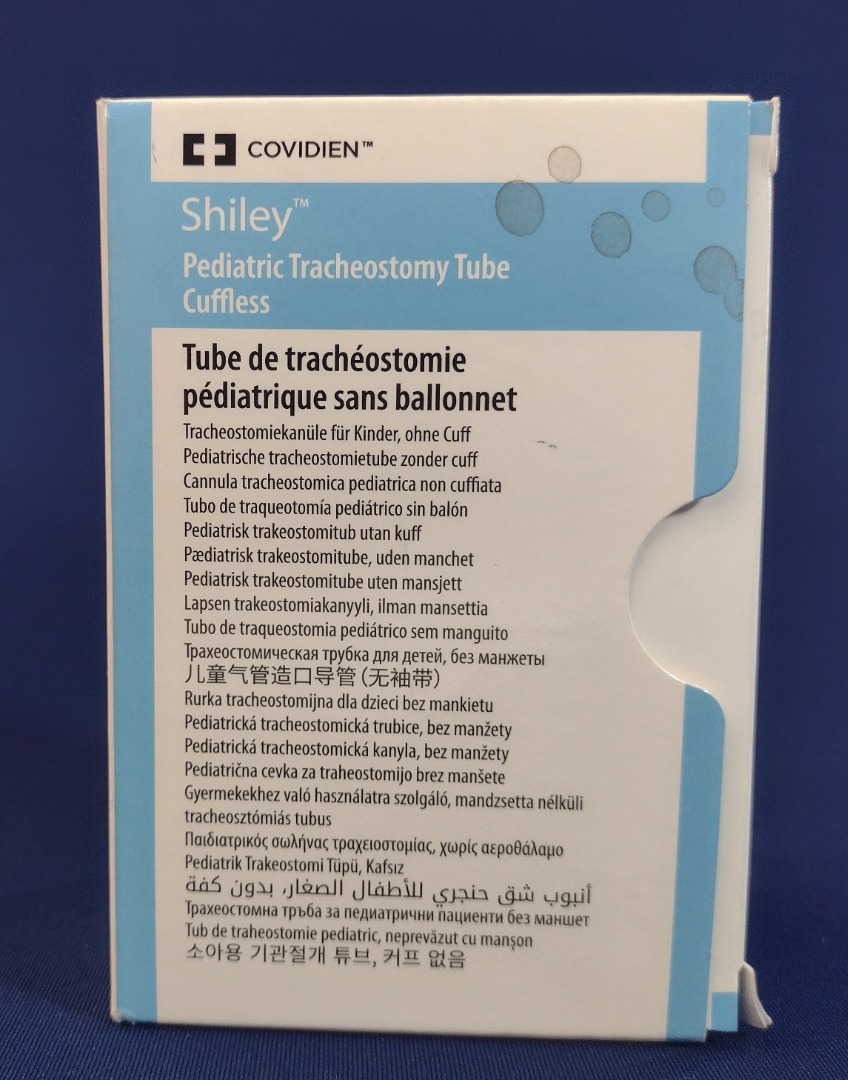 COVIDIEN™
Shiley™
Pediatric Tracheostomy Tube
Cuffless
Tube de trachéostomie
pédiatrique sans ballonnet
Tracheostomiekanüle für Kinder, ohne Cuff
Pediatrische tracheostomietube zonder cuff
Cannula tracheostomica pediatrica non cuffiata
Tubo de traqueotomía pediátrico sin balón
Pediatrisk trakeostomitub utan kuff
Pædiatrisk trakeostomitube, uden manchet
Pediatrisk trakeostomitube uten mansjett
Lapsen trakeostomiakanyyli, ilman mansettia
Tubo de traqueostomia pediátrico sem manguito
Трахеостомическая трубка для детей, без манжеты
儿童气管造口导管（无袖带）
Rurka tracheostomijna dla dzieci bez mankietu
Pediatrická tracheostomická trubice, bez manžety
Pediatrická tracheostomická kanyla, bez manžety
Pediatrična cevka za traheostomijo brez manšete
Gyermekekhez való használatra szolgáló, mandzsetta nélküli
tracheosztómiás tubus
Παιδιατρικός σωλήνας τραχειοστομίας, χωρίς αεροθάλαμο
Pediatrik Trakeostomi Tüpü, Kafsız
أنبوب شق حنجري للأطفال الصغار، بدون كفة
Трахеостомна тръба за педиатрични пациенти без маншет
Tub de traheostomie pediatric, neprevăzut cu manşon
소아용 기관절개 튜브, 커프 없음